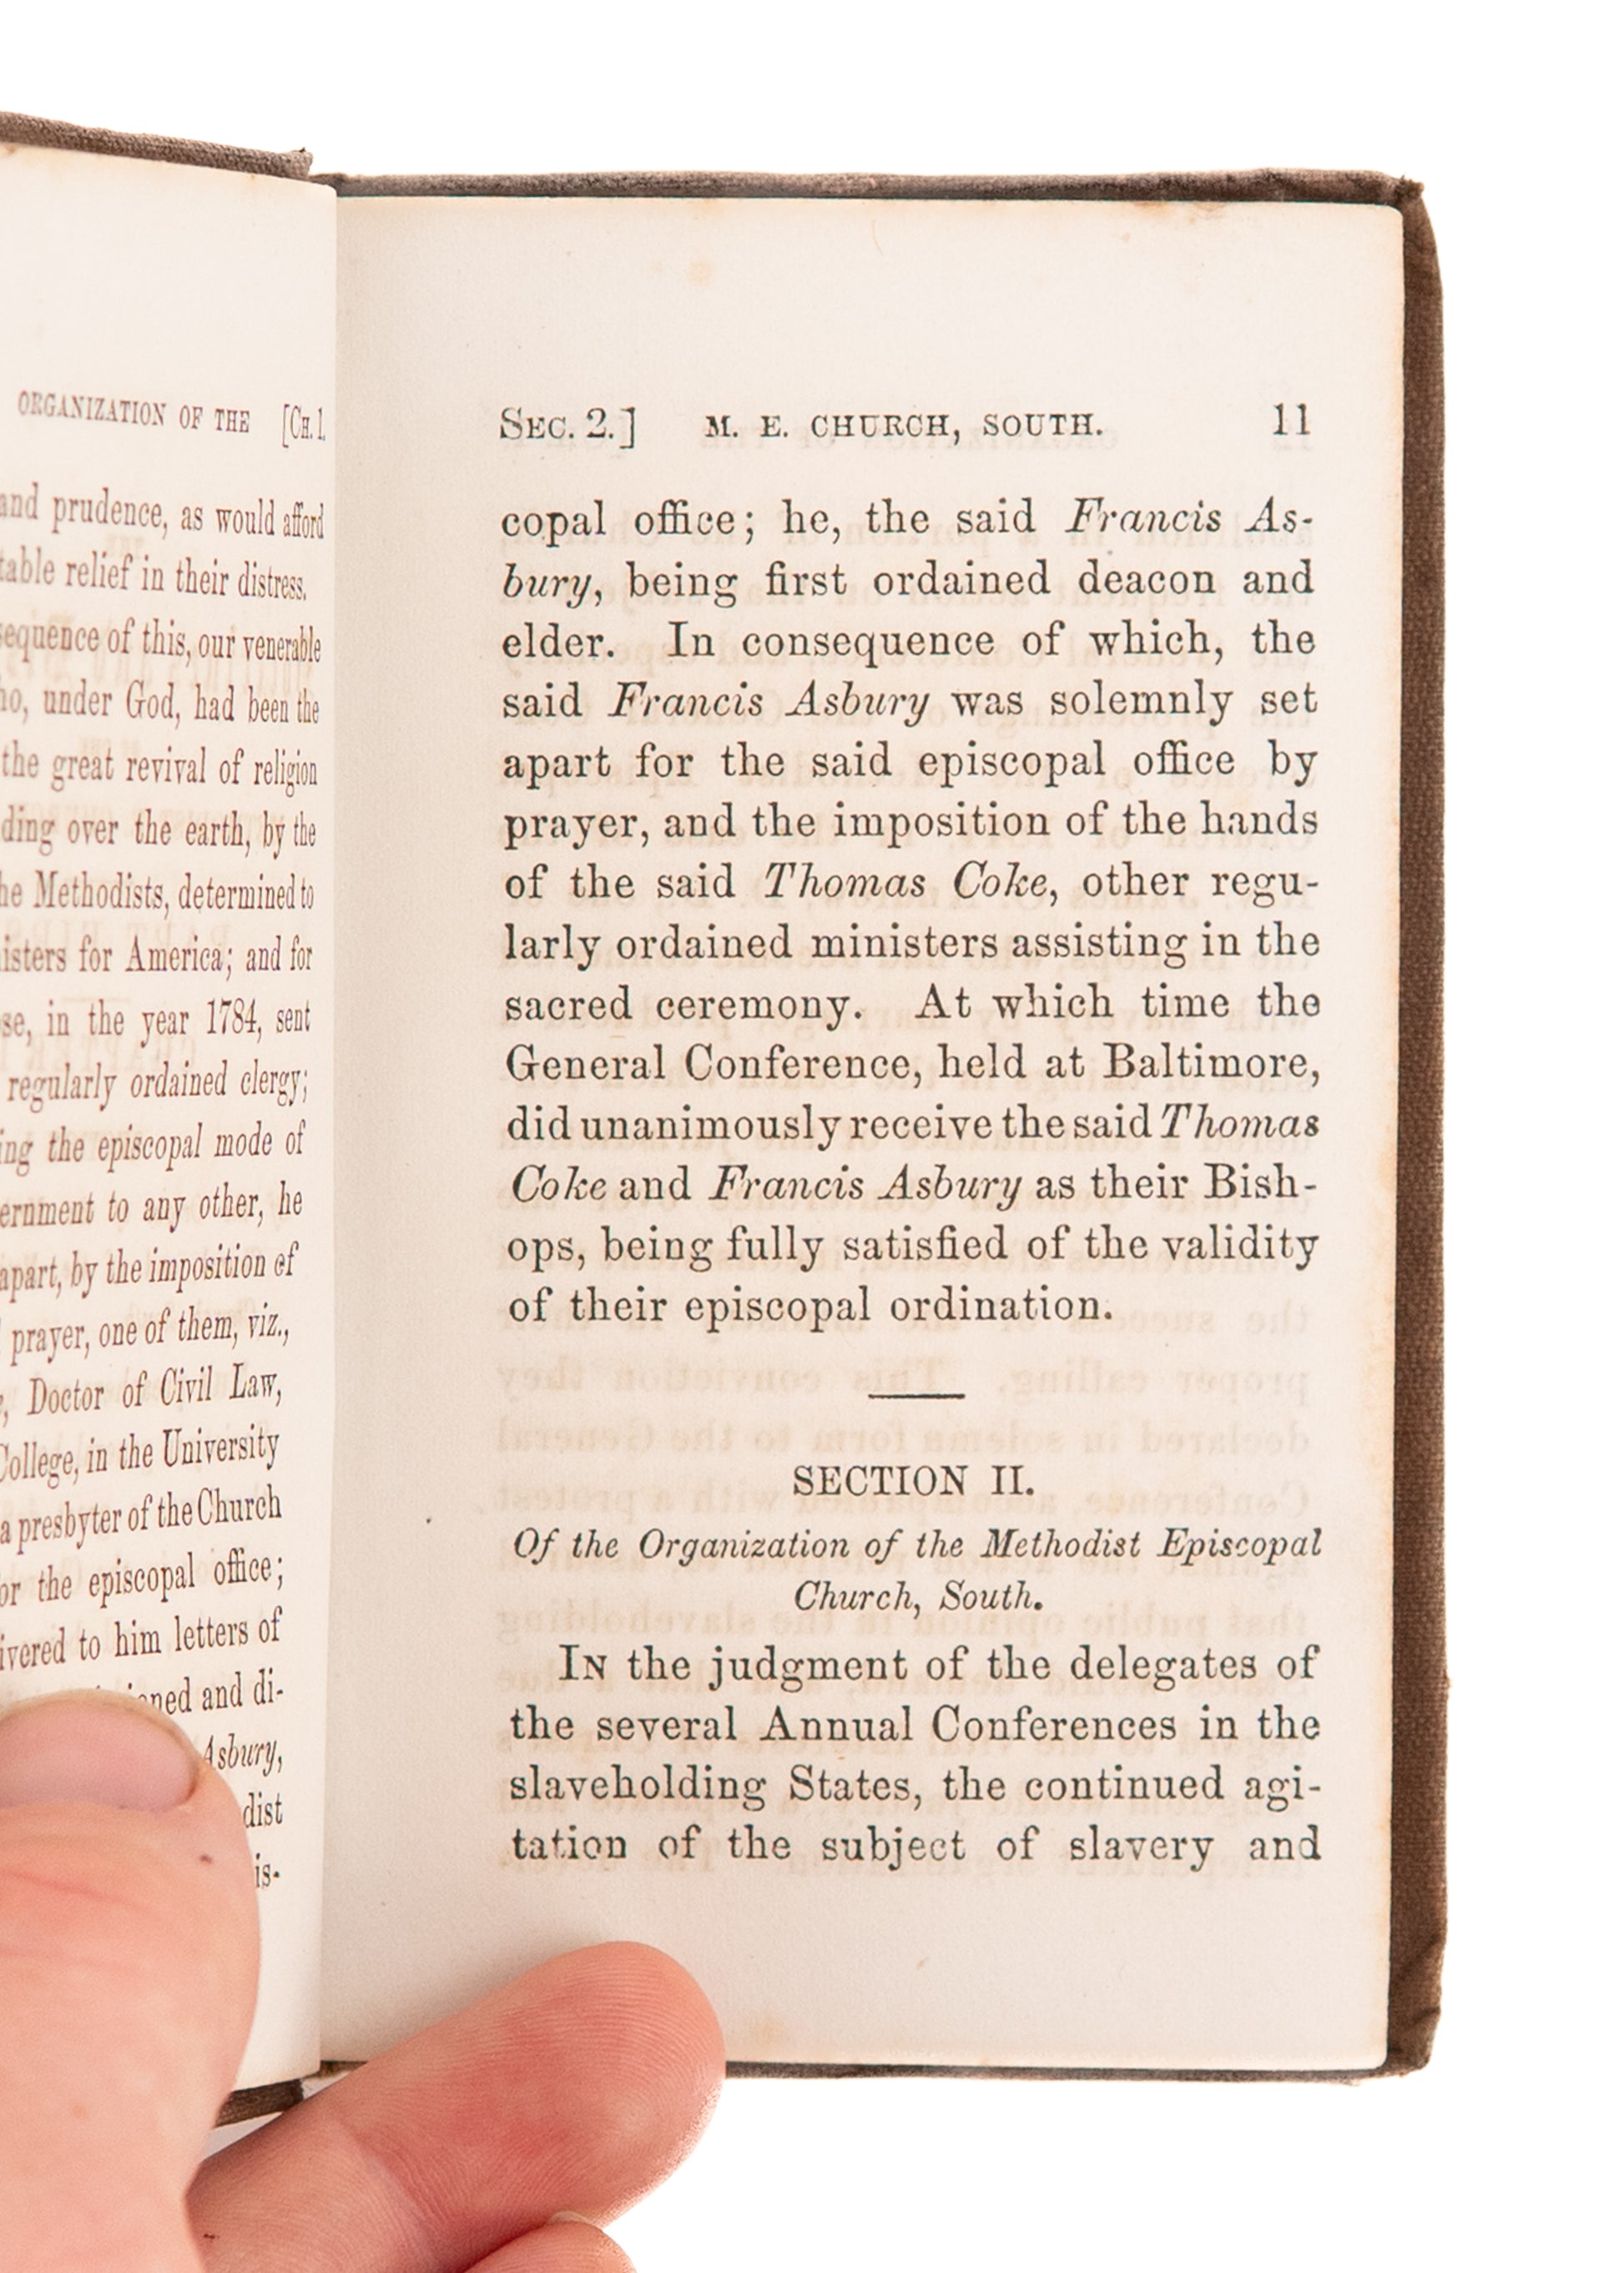 ORGANIZATION OF THE [CH. 1.
and prudence, as would afford
table relief in their distress.
sequence of this, our venerable
under God, had been the
the great revival of religion
ding over the earth, by the
he Methodists, determined to
isters for America; and for
se, in the year 1784, sent
regularly ordained clergy;
ing the episcopal mode of
ernment to any other, he
apart, by the imposition of
prayer, one of them, viz.,
Doctor of Civil Law,
College, in the University
a presbyter of the Church
or the episcopal office;
ivered to him letters of
ioned and di-
Asbury,
dist
is-
SEC. 2.] M. E. CHURCH, SOUTH. 11
copal office; he, the said Francis As-
bury, being first ordained deacon and
elder. In consequence of which, the
said Francis Asbury was solemnly set
apart for the said episcopal office by
prayer, and the imposition of the hands
of the said Thomas Coke, other regu-
larly ordained ministers assisting in the
sacred ceremony. At which time the
General Conference, held at Baltimore,
did unanimously receive the said Thomas
Coke and Francis Asbury as their Bish-
ops, being fully satisfied of the validity
of their episcopal ordination.
SECTION II.
Of the Organization of the Methodist Episcopal
Church, South.
IN the judgment of the delegates of
the several Annual Conferences in the
slaveholding States, the continued agi-
tation of the subject of slavery and